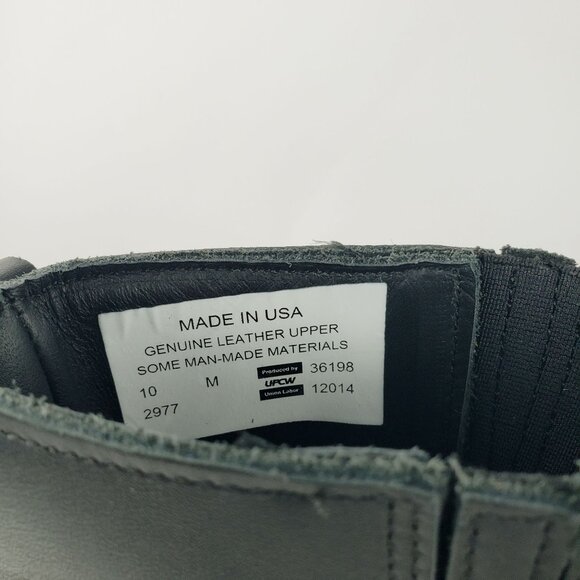 MADE IN USA
GENUINE LEATHER UPPER
SOME MAN-MADE MATERIALS
10 M Produced by 36198
UFCW
2977 Union Labor 12014